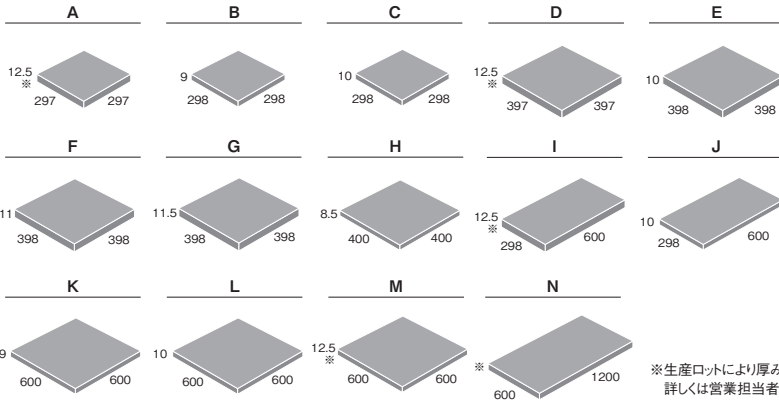 A B C D E
12.5 ※ 297 297 9 298 298 10 298 298 12.5 ※ 397 397 10 398 398
F G H I J
11 398 398 11.5 398 398 8.5 400 400 12.5 ※ 298 600 10 298 600
K L M N
9 600 600 10 600 600 12.5 ※ 600 600 ※ 600 1200
※生産ロットにより厚み
詳しくは営業担当者